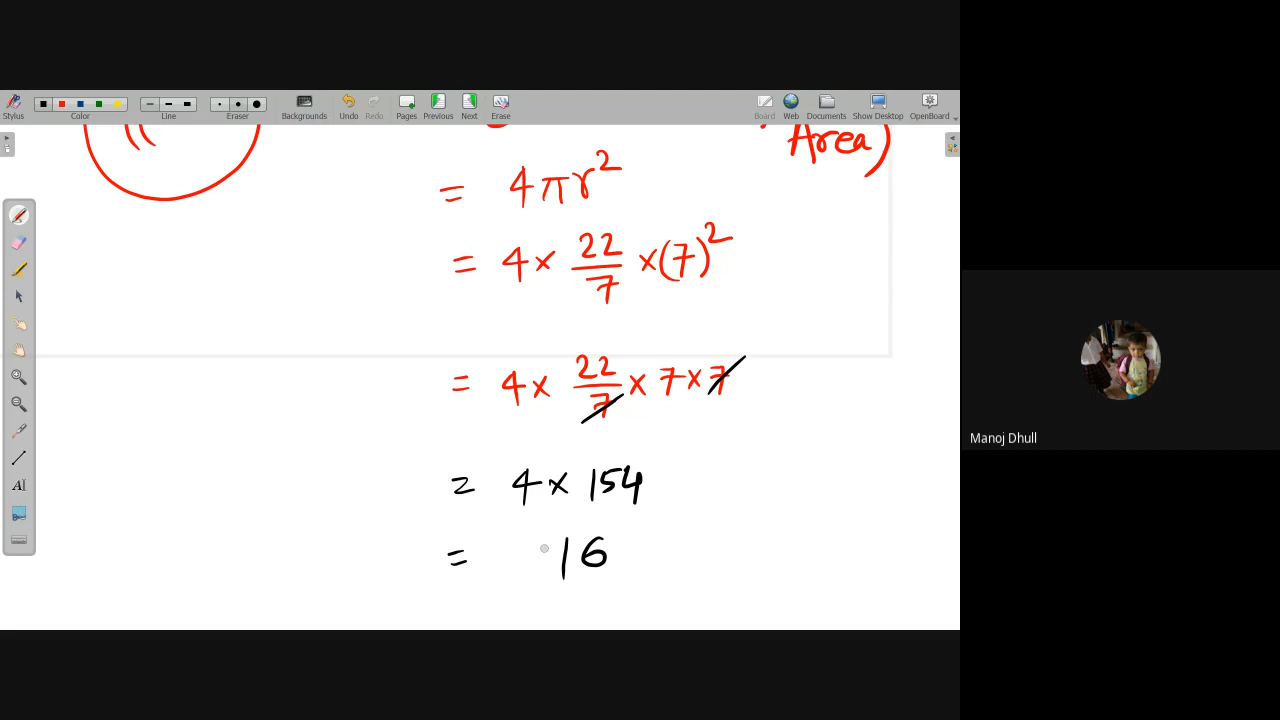 Stylus
Color
Line
Eraser
Backgrounds
Undo
Redo
Pages
Previous
Next
Erase
Board
Web
Documents
Show Desktop
OpenBoard
Area)
= 4πr²
= 4 × 22/7 × (7)²
= 4 × 22/7 × 7 × 7
= 4 × 154
= 16
Manoj Dhull